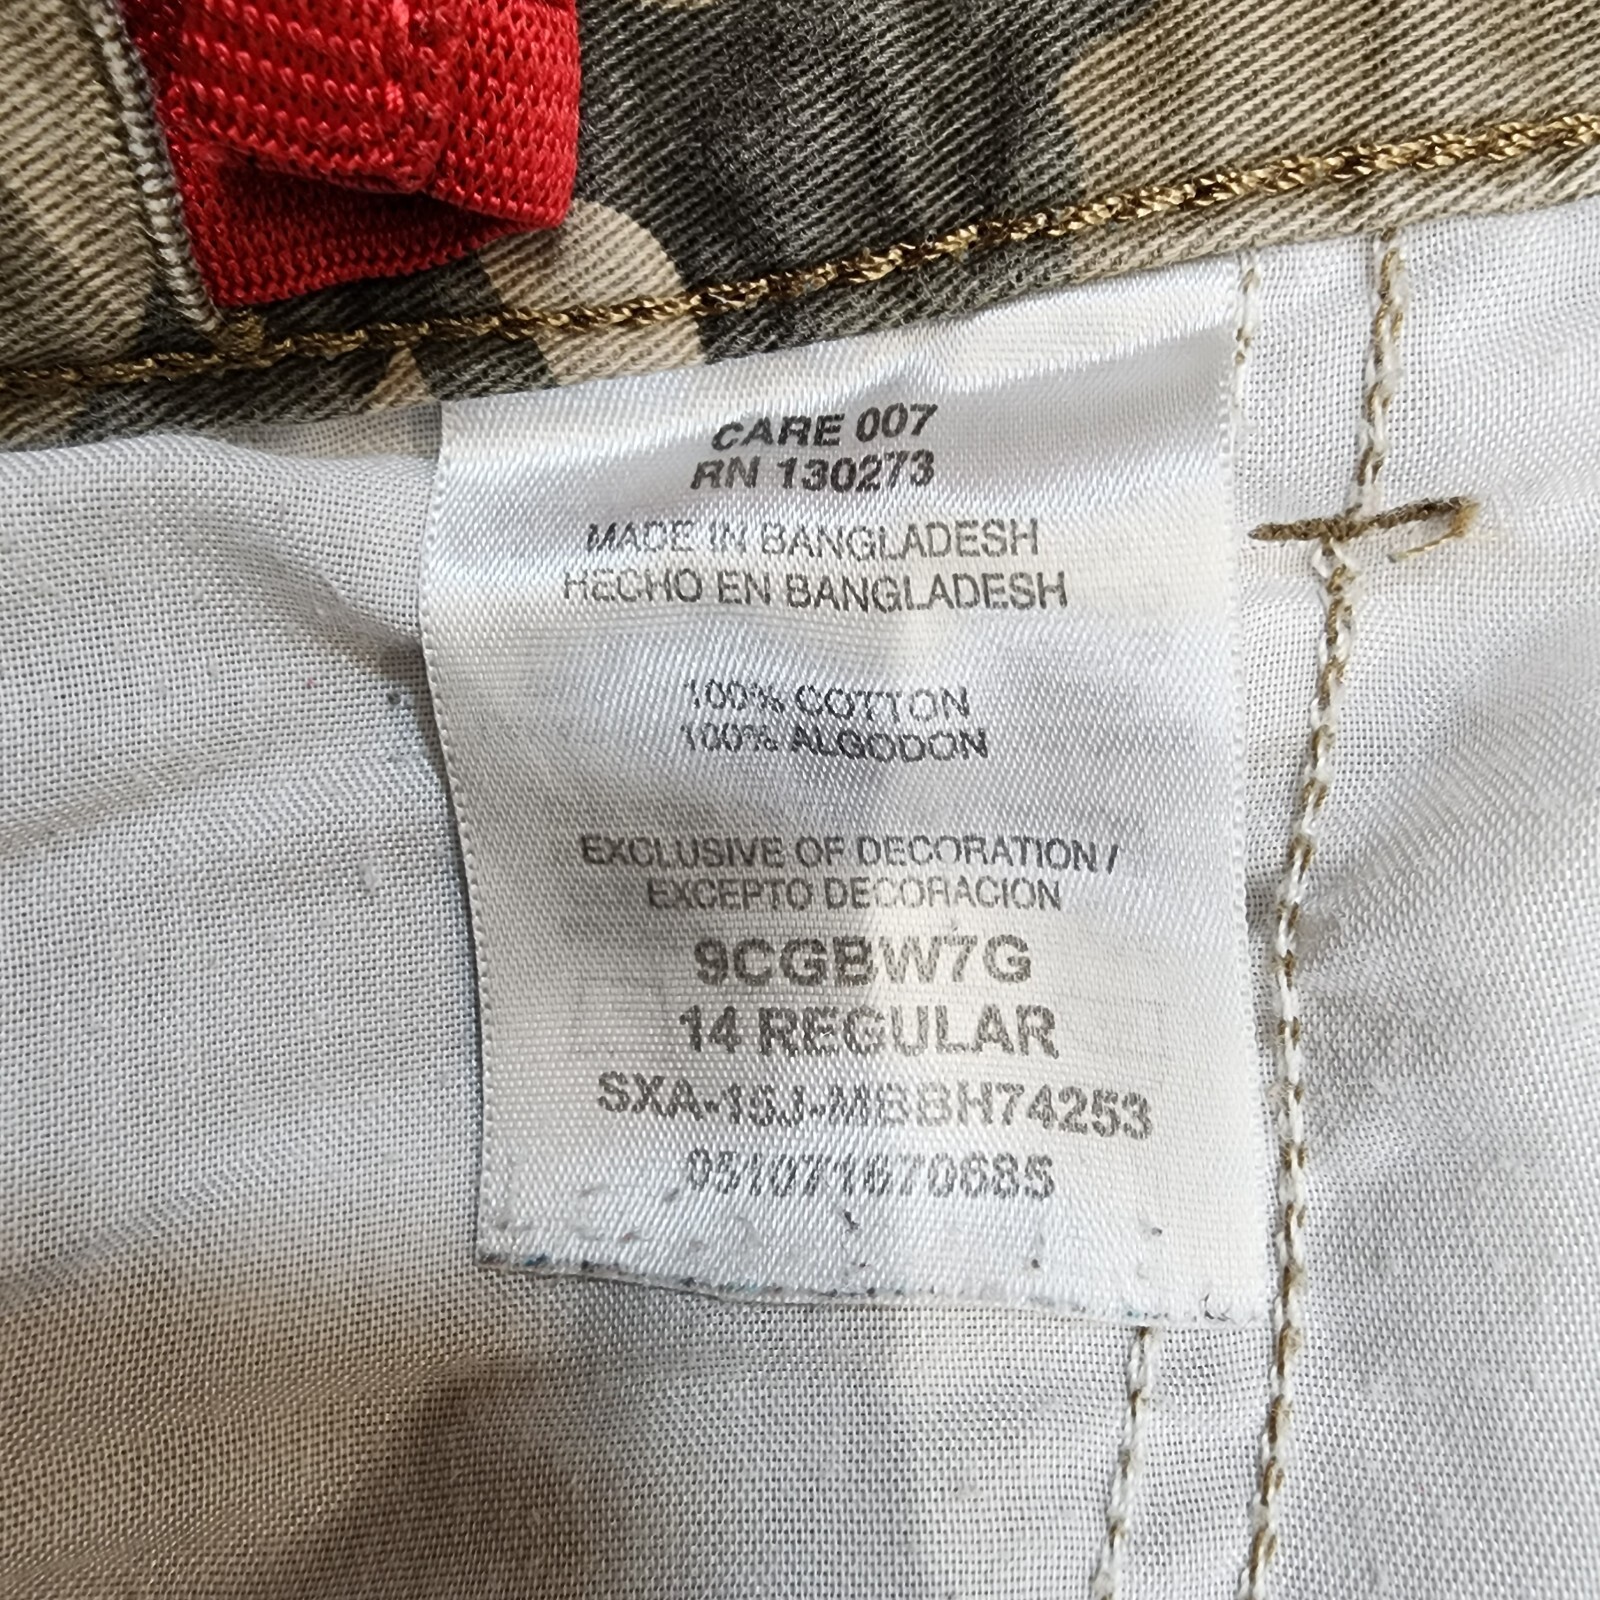 CARE 007
RN 130273
MADE IN BANGLADESH
HECHO EN BANGLADESH
100% COTTON
100% ALGODON
EXCLUSIVE OF DECORATION /
EXCEPTO DECORACION
9CGBW7G
14 REGULAR